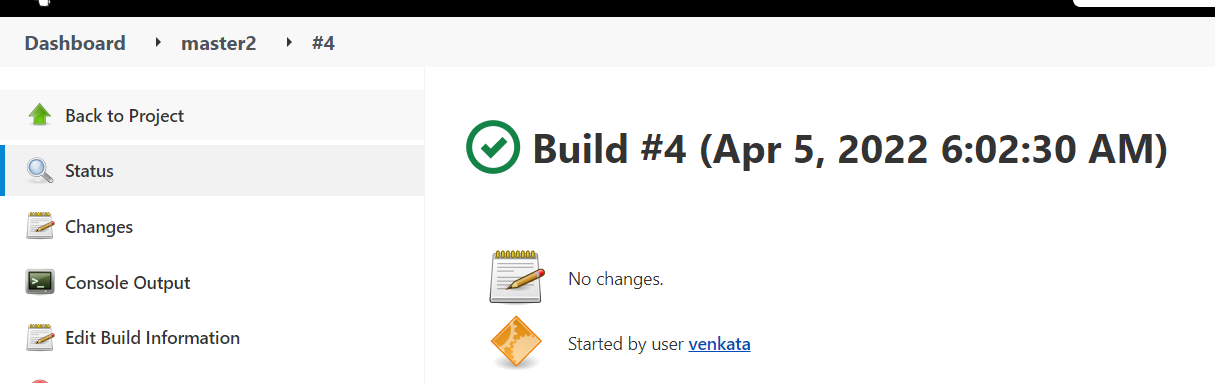 Dashboard master2 #4
Back to Project
Status
Changes
Console Output
Edit Build Information
Build #4 (Apr 5, 2022 6:02:30 AM)
No changes.
Started by user venkata